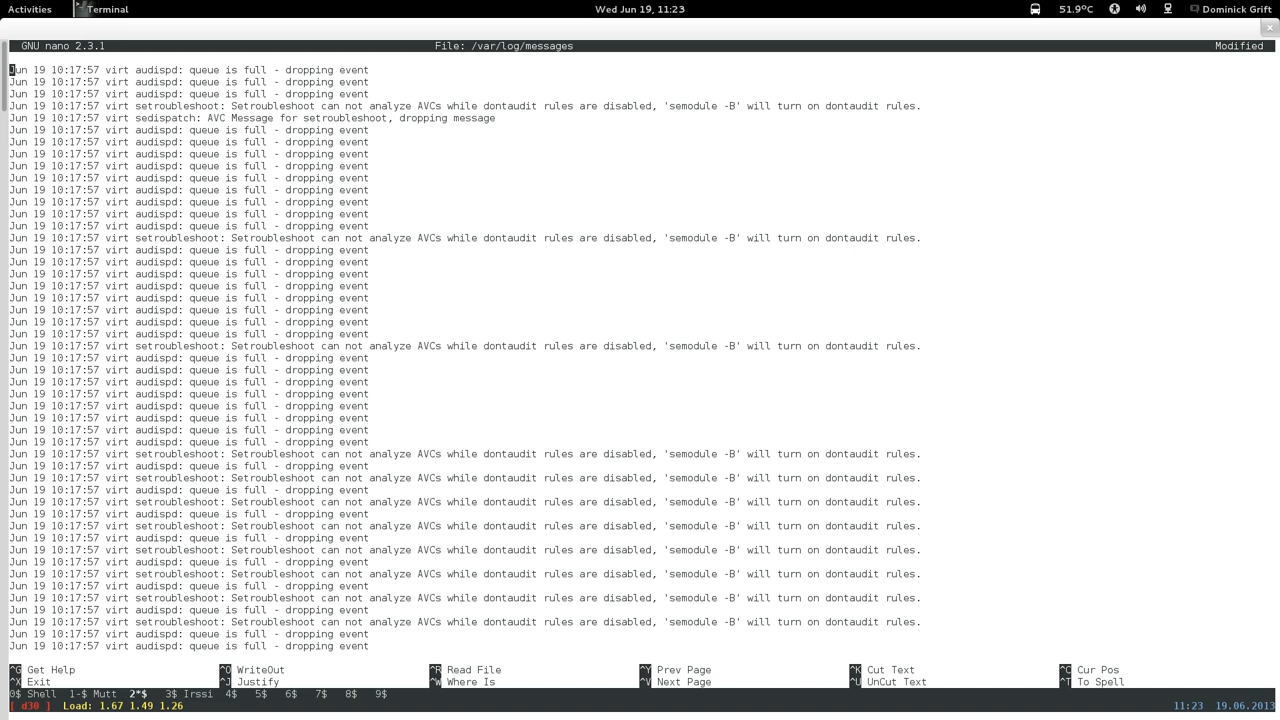 Activities Terminal Wed Jun 19, 11:23 51.9°C Dominick Grift
GNU nano 2.3.1 File: /var/log/messages Modified
Jun 19 10:17:57 virt audispd: queue is full - dropping event
Jun 19 10:17:57 virt audispd: queue is full - dropping event
Jun 19 10:17:57 virt audispd: queue is full - dropping event
Jun 19 10:17:57 virt setroubleshoot: Setroubleshoot can not analyze AVCs while dontaudit rules are disabled, 'semodule -B' will turn on dontaudit rules.
Jun 19 10:17:57 virt sedispatch: AVC Message for setroubleshoot, dropping message
Jun 19 10:17:57 virt audispd: queue is full - dropping event
Jun 19 10:17:57 virt audispd: queue is full - dropping event
Jun 19 10:17:57 virt audispd: queue is full - dropping event
Jun 19 10:17:57 virt audispd: queue is full - dropping event
Jun 19 10:17:57 virt audispd: queue is full - dropping event
Jun 19 10:17:57 virt audispd: queue is full - dropping event
Jun 19 10:17:57 virt audispd: queue is full - dropping event
Jun 19 10:17:57 virt audispd: queue is full - dropping event
Jun 19 10:17:57 virt audispd: queue is full - dropping event
Jun 19 10:17:57 virt setroubleshoot: Setroubleshoot can not analyze AVCs while dontaudit rules are disabled, 'semodule -B' will turn on dontaudit rules.
Jun 19 10:17:57 virt audispd: queue is full - dropping event
Jun 19 10:17:57 virt audispd: queue is full - dropping event
Jun 19 10:17:57 virt audispd: queue is full - dropping event
Jun 19 10:17:57 virt audispd: queue is full - dropping event
Jun 19 10:17:57 virt audispd: queue is full - dropping event
Jun 19 10:17:57 virt audispd: queue is full - dropping event
Jun 19 10:17:57 virt audispd: queue is full - dropping event
Jun 19 10:17:57 virt audispd: queue is full - dropping event
Jun 19 10:17:57 virt setroubleshoot: Setroubleshoot can not analyze AVCs while dontaudit rules are disabled, 'semodule -B' will turn on dontaudit rules.
Jun 19 10:17:57 virt audispd: queue is full - dropping event
Jun 19 10:17:57 virt audispd: queue is full - dropping event
Jun 19 10:17:57 virt audispd: queue is full - dropping event
Jun 19 10:17:57 virt audispd: queue is full - dropping event
Jun 19 10:17:57 virt audispd: queue is full - dropping event
Jun 19 10:17:57 virt audispd: queue is full - dropping event
Jun 19 10:17:57 virt audispd: queue is full - dropping event
Jun 19 10:17:57 virt audispd: queue is full - dropping event
Jun 19 10:17:57 virt setroubleshoot: Setroubleshoot can not analyze AVCs while dontaudit rules are disabled, 'semodule -B' will turn on dontaudit rules.
Jun 19 10:17:57 virt audispd: queue is full - dropping event
Jun 19 10:17:57 virt setroubleshoot: Setroubleshoot can not analyze AVCs while dontaudit rules are disabled, 'semodule -B' will turn on dontaudit rules.
Jun 19 10:17:57 virt audispd: queue is full - dropping event
Jun 19 10:17:57 virt setroubleshoot: Setroubleshoot can not analyze AVCs while dontaudit rules are disabled, 'semodule -B' will turn on dontaudit rules.
Jun 19 10:17:57 virt audispd: queue is full - dropping event
Jun 19 10:17:57 virt setroubleshoot: Setroubleshoot can not analyze AVCs while dontaudit rules are disabled, 'semodule -B' will turn on dontaudit rules.
Jun 19 10:17:57 virt audispd: queue is full - dropping event
Jun 19 10:17:57 virt setroubleshoot: Setroubleshoot can not analyze AVCs while dontaudit rules are disabled, 'semodule -B' will turn on dontaudit rules.
Jun 19 10:17:57 virt audispd: queue is full - dropping event
Jun 19 10:17:57 virt setroubleshoot: Setroubleshoot can not analyze AVCs while dontaudit rules are disabled, 'semodule -B' will turn on dontaudit rules.
Jun 19 10:17:57 virt audispd: queue is full - dropping event
Jun 19 10:17:57 virt setroubleshoot: Setroubleshoot can not analyze AVCs while dontaudit rules are disabled, 'semodule -B' will turn on dontaudit rules.
Jun 19 10:17:57 virt audispd: queue is full - dropping event
Jun 19 10:17:57 virt setroubleshoot: Setroubleshoot can not analyze AVCs while dontaudit rules are disabled, 'semodule -B' will turn on dontaudit rules.
Jun 19 10:17:57 virt audispd: queue is full - dropping event
Jun 19 10:17:57 virt audispd: queue is full - dropping event
^G Get Help ^O WriteOut ^R Read File ^Y Prev Page ^K Cut Text ^C Cur Pos
^X Exit ^J Justify ^W Where Is ^V Next Page ^U UnCut Text ^T To Spell
0$ Shell 1-$ Mutt 2*$ 3$ Irssi 4$ 5$ 6$ 7$ 8$ 9$
[ d30 ] Load: 1.67 1.49 1.26 11:23 19.06.2013